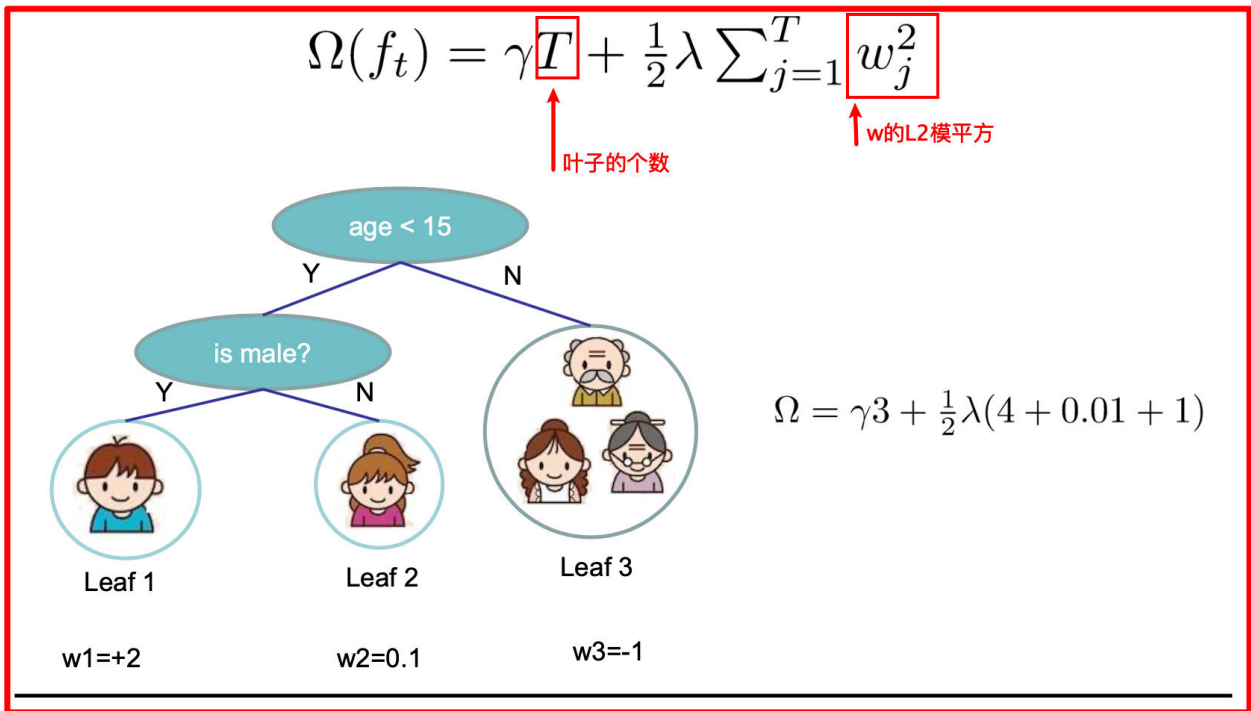 Ω(f_t) = γT + ½λ∑_{j=1}^{T} w_j^2
w的L2模平方
叶子的个数
age < 15
Y
N
is male?
Y
N
Ω = γ3 + ½λ(4 + 0.01 + 1)
Leaf 1
Leaf 2
Leaf 3
w1=+2
w2=0.1
w3=-1